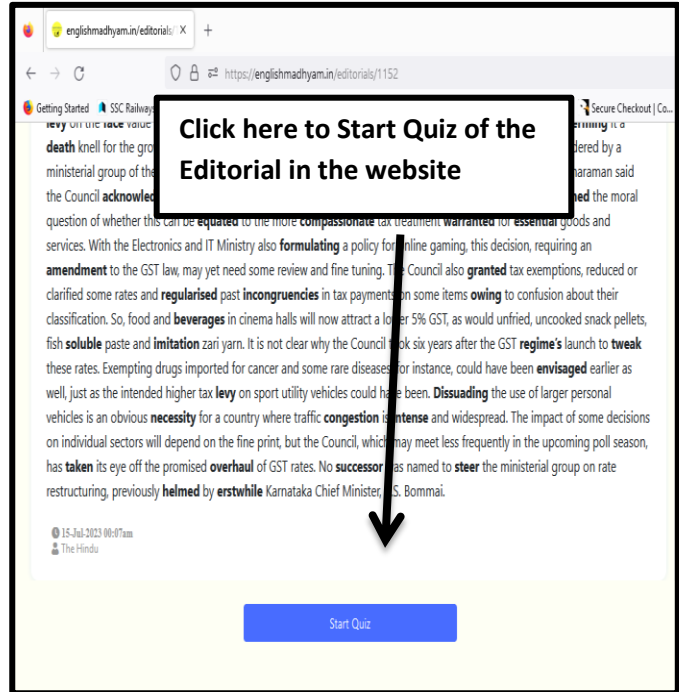 englishmadhyam.in/editorials/
https://englishmadhyam.in/editorials/1152
Getting Started SSC Railways Secure Checkout | Co...
Click here to Start Quiz of the
Editorial in the website
levy on the face value it a
death knell for the gro dered by a
ministerial group of the haraman said
the Council the moral
question of whether this can be equated to the more compassionate tax treatment warranted for essential goods and
services. With the Electronics and IT Ministry also formulating a policy for online gaming, this decision, requiring an
amendment to the GST law, may yet need some review and fine tuning. The Council also granted tax exemptions, reduced or
clarified some rates and regularised past incongruencies in tax payments on some items owing to confusion about their
classification. So, food and beverages in cinema halls will now attract a lower 5% GST, as would unfried, uncooked snack pellets,
fish soluble paste and imitation zari yarn. It is not clear why the Council took six years after the GST regime's launch to tweak
these rates. Exempting drugs imported for cancer and some rare diseases, for instance, could have been envisaged earlier as
well, just as the intended higher tax levy on sport utility vehicles could have been. Dissuading the use of larger personal
vehicles is an obvious necessity for a country where traffic congestion is intense and widespread. The impact of some decisions
on individual sectors will depend on the fine print, but the Council, which may meet less frequently in the upcoming poll season,
has taken its eye off the promised overhaul of GST rates. No successor was named to steer the ministerial group on rate
restructuring, previously helmed by erstwhile Karnataka Chief Minister, S. Bommai.
15-Jul-2023 00:07am
The Hindu
Start Quiz